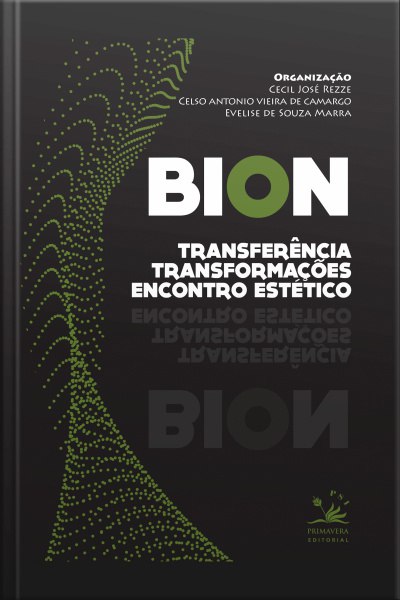 ORGANIZAÇÃO
CECIL JOSÉ REZZE
CELSO ANTONIO VIEIRA DE CAMARGO
EVELISE DE SOUZA MARRA
BION
TRANSFERÊNCIA
TRANSFORMAÇÕES
ENCONTRO ESTÉTICO
ENCONTRO ESTÉTICO
TRANSFORMAÇÕES
TRANSFERÊNCIA
BION
PRIMAVERA
EDITORIAL